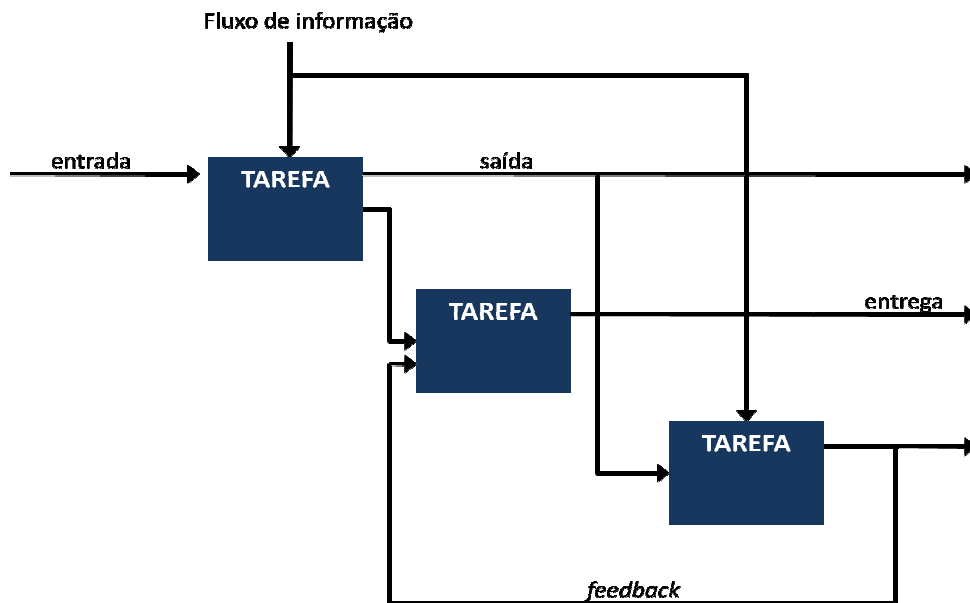 Fluxo de informação
entrada
TAREFA
saída
TAREFA
entrega
TAREFA
feedback